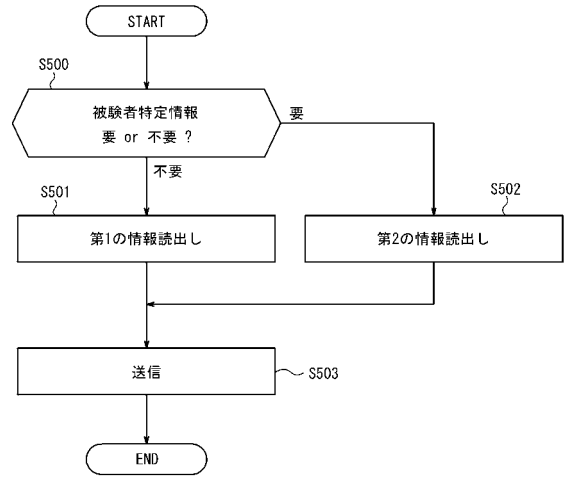 START
S500
被験者特定情報
要 or 不要 ?
要
不要
S501
第1の情報読出し
S502
第2の情報読出し
送信
S503
END